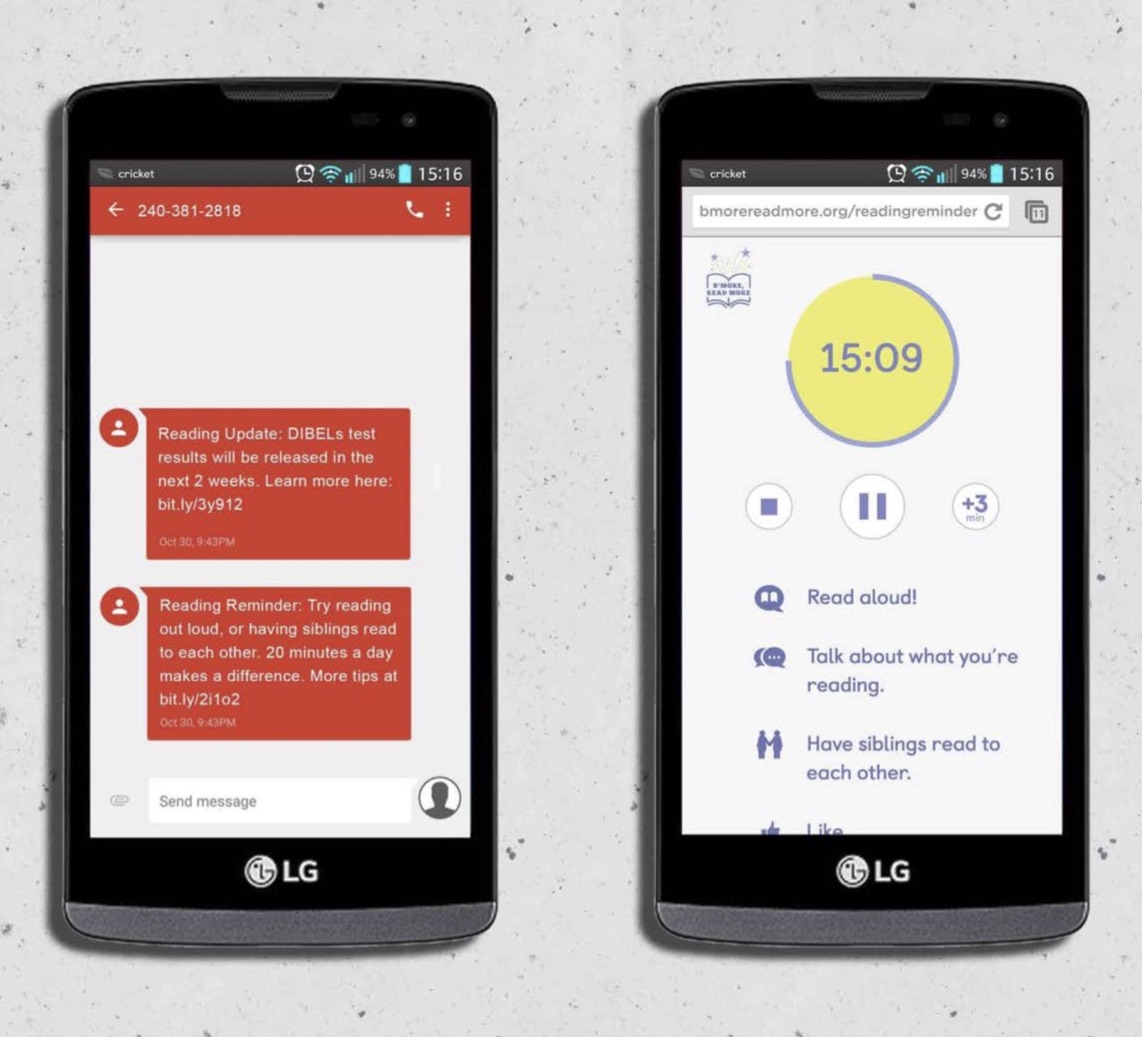 cricket
94%
15:16
240-381-2818
Reading Update: DIBELs test
results will be released in the
next 2 weeks. Learn more here:
bit.ly/3y912
Oct 30, 9:43PM
Reading Reminder: Try reading
out loud, or having siblings read
to each other. 20 minutes a day
makes a difference. More tips at
bit.ly/2i1o2
Oct 30, 9:43PM
Send message
LG
cricket
94%
15:16
bmorereadmore.org/readingreminder
11
B'MORE,
READ MORE
15:09
+3
min
Read aloud!
Talk about what you're
reading.
Have siblings read to
each other.
Like
LG